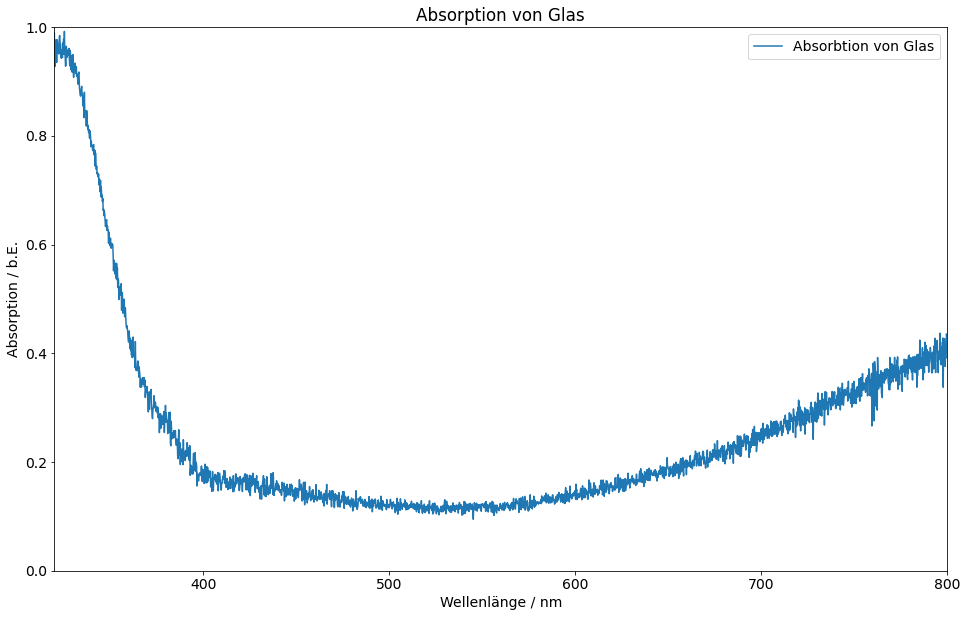 Absorption von Glas
Absorbtion von Glas
1.0
0.8
0.6
0.4
0.2
0.0
Absorption / b.E.
400
500
600
700
800
Wellenlänge / nm